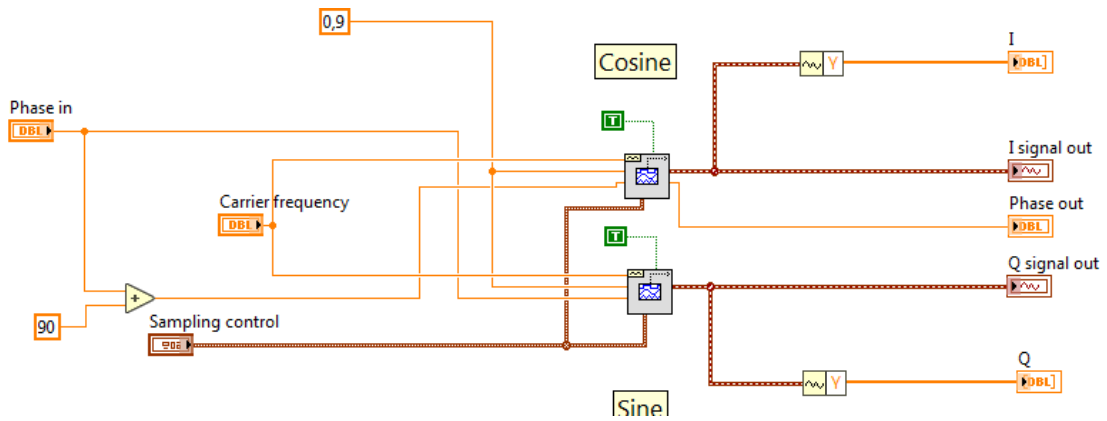 0,9
I
Cosine
Y
DBL]
Phase in
T
DBL
I signal out
Carrier frequency
Phase out
DBL
T
DBL
Q signal out
+
90
Sampling control
Q
Y
DBL]
Sine